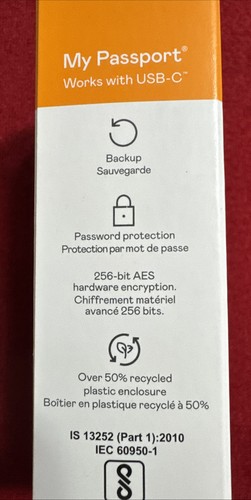 My Passport®
Works with USB-C™
Backup
Sauvegarde
Password protection
Protection par mot de passe
256-bit AES
hardware encryption.
Chiffrement matériel
avancé 256 bits.
Over 50% recycled
plastic enclosure
Boîtier en plastique recyclé à 50%
IS 13252 (Part 1):2010
IEC 60950-1